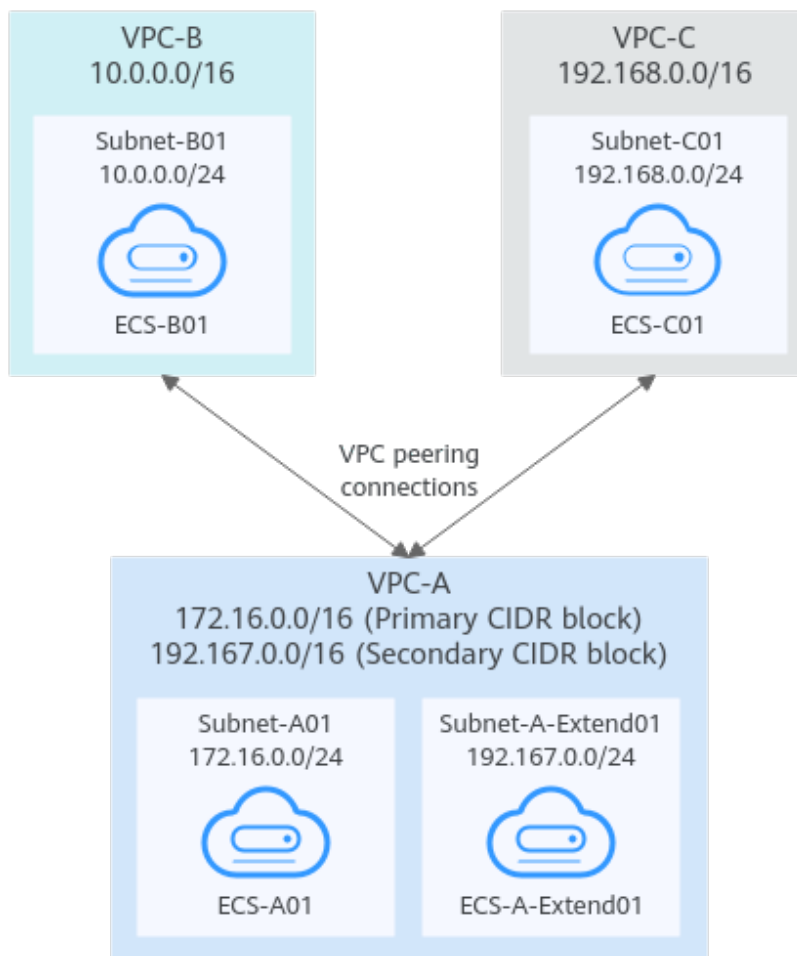 VPC-B
10.0.0.0/16
Subnet-B01
10.0.0.0/24
ECS-B01
VPC-C
192.168.0.0/16
Subnet-C01
192.168.0.0/24
ECS-C01
VPC peering
connections
VPC-A
172.16.0.0/16 (Primary CIDR block)
192.167.0.0/16 (Secondary CIDR block)
Subnet-A01
172.16.0.0/24
ECS-A01
Subnet-A-Extend01
192.167.0.0/24
ECS-A-Extend01